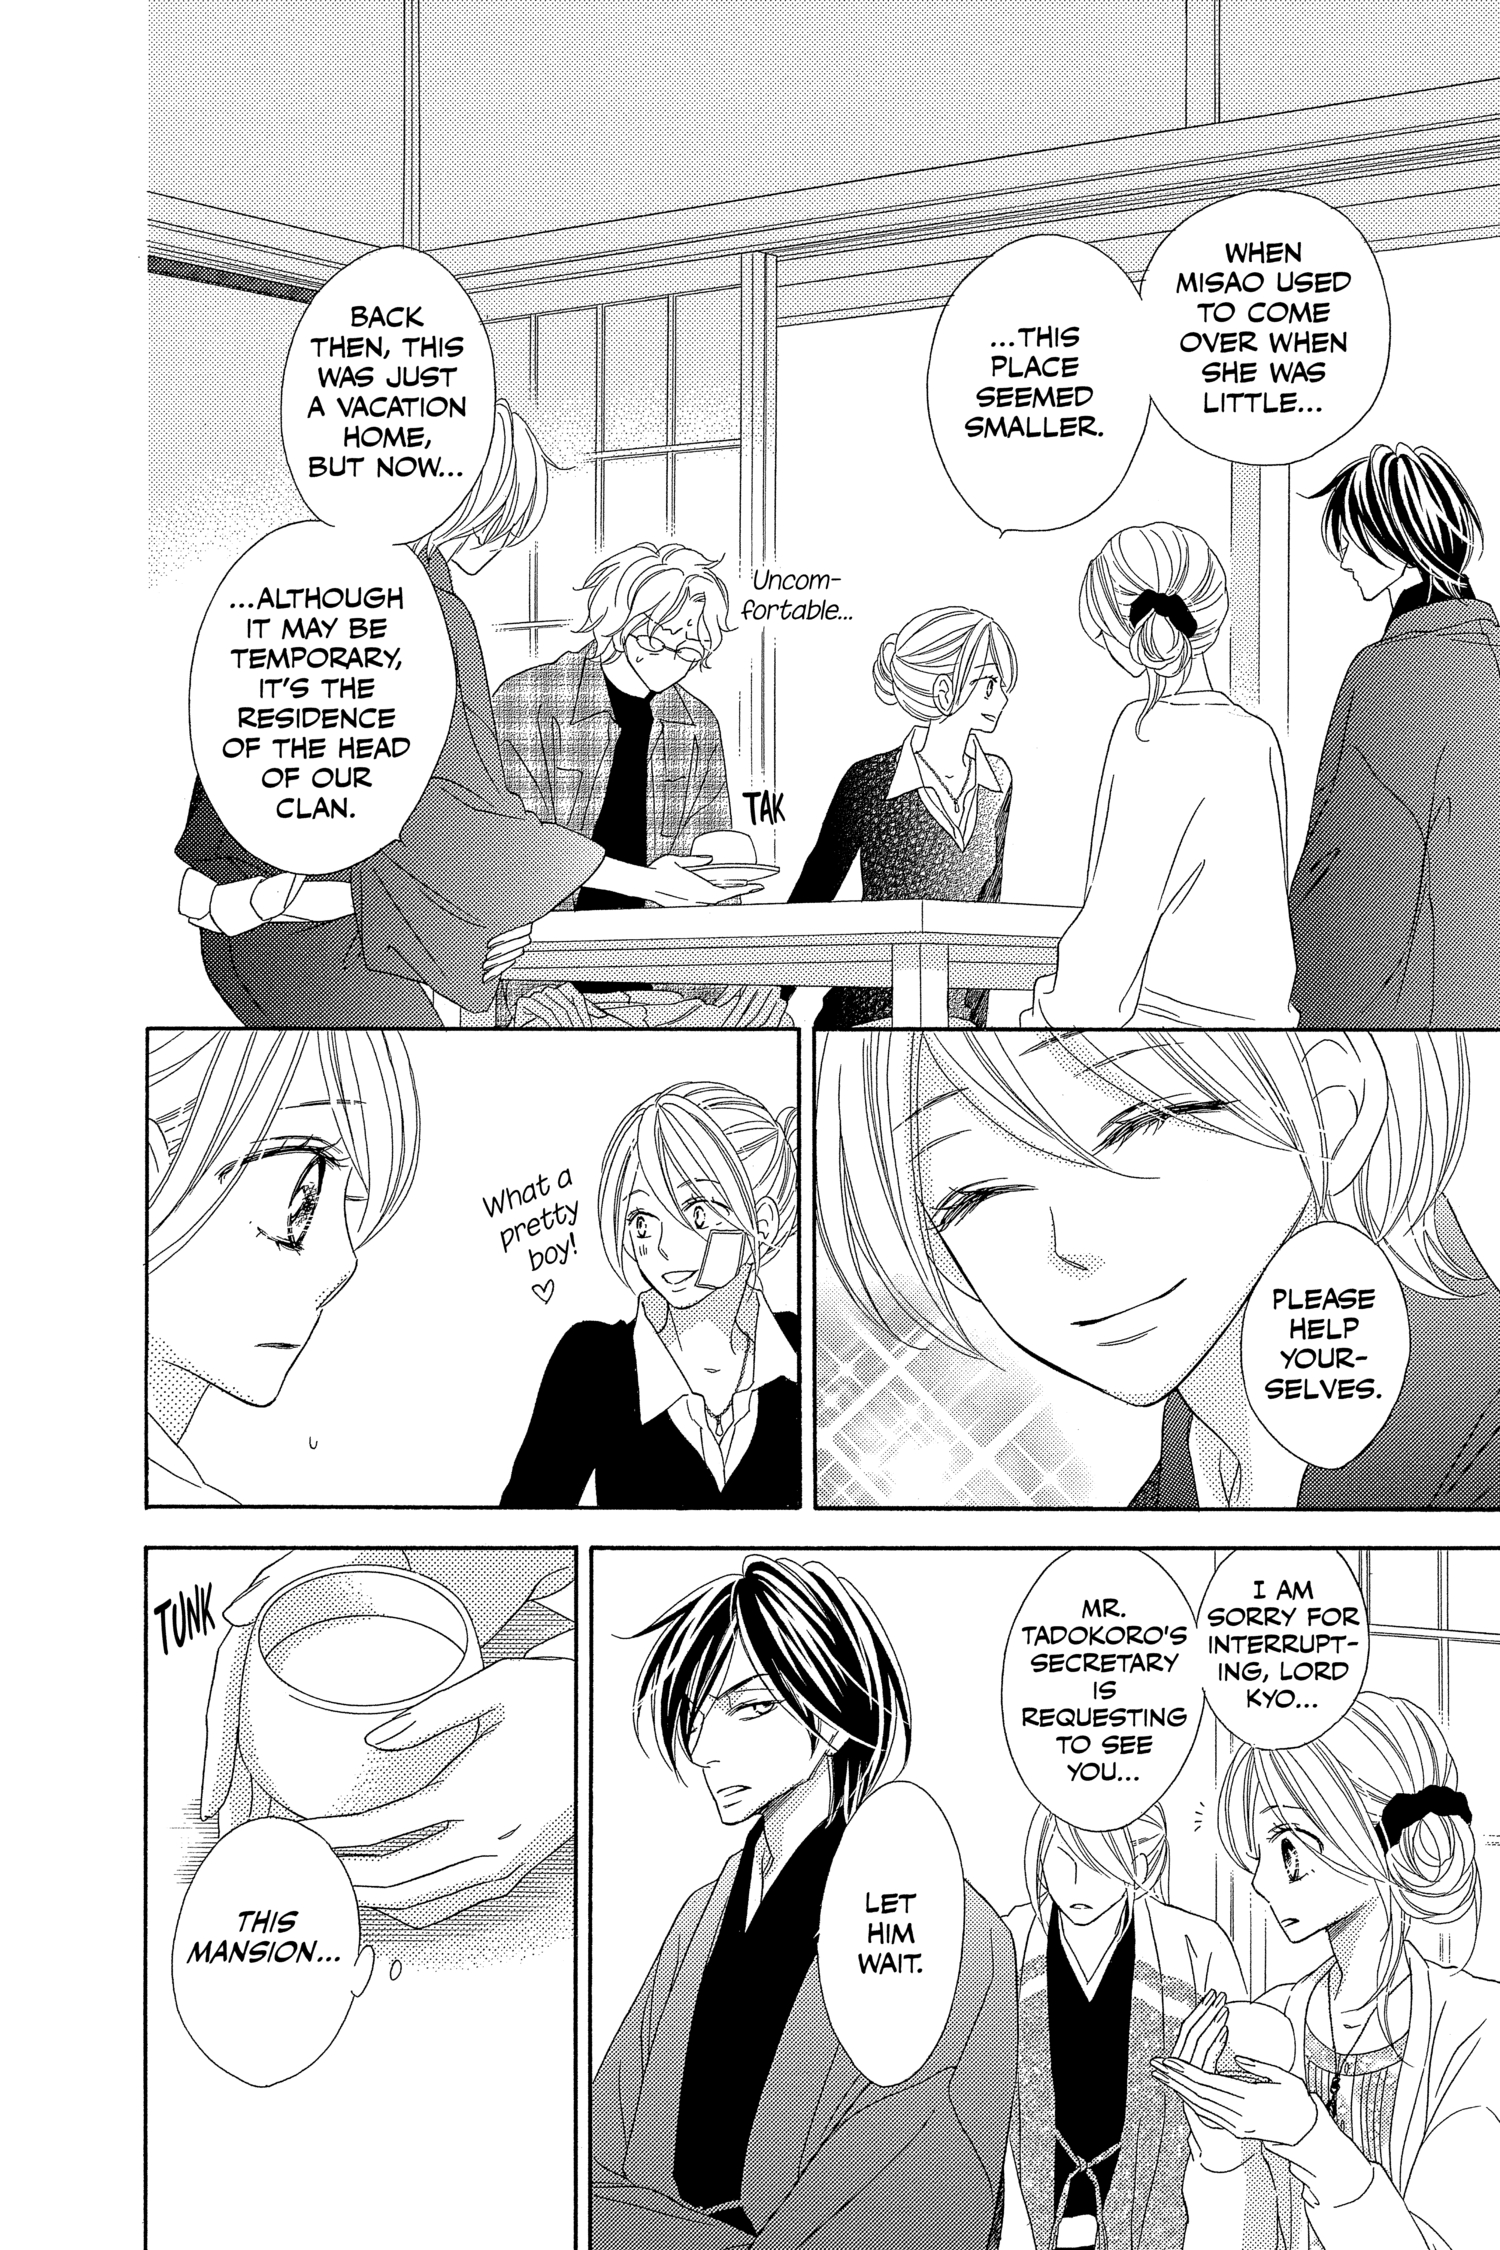 WHEN
MISAO USED
TO COME
OVER WHEN
SHE WAS
LITTLE...
...THIS
PLACE
SEEMED
SMALLER.
BACK
THEN, THIS
WAS JUST
A VACATION
HOME,
BUT NOW...
...ALTHOUGH
IT MAY BE
TEMPORARY,
IT'S THE
RESIDENCE
OF THE HEAD
OF OUR
CLAN.
Uncom-
fortable...
TAK
PLEASE
HELP
YOUR-
SELVES.
What a
pretty
boy!
♡
I AM
SORRY FOR
INTERRUPT-
ING, LORD
KYO...
MR.
TADOKORO'S
SECRETARY
IS
REQUESTING
TO SEE
YOU...
LET
HIM
WAIT.
TUNK
THIS
MANSION...